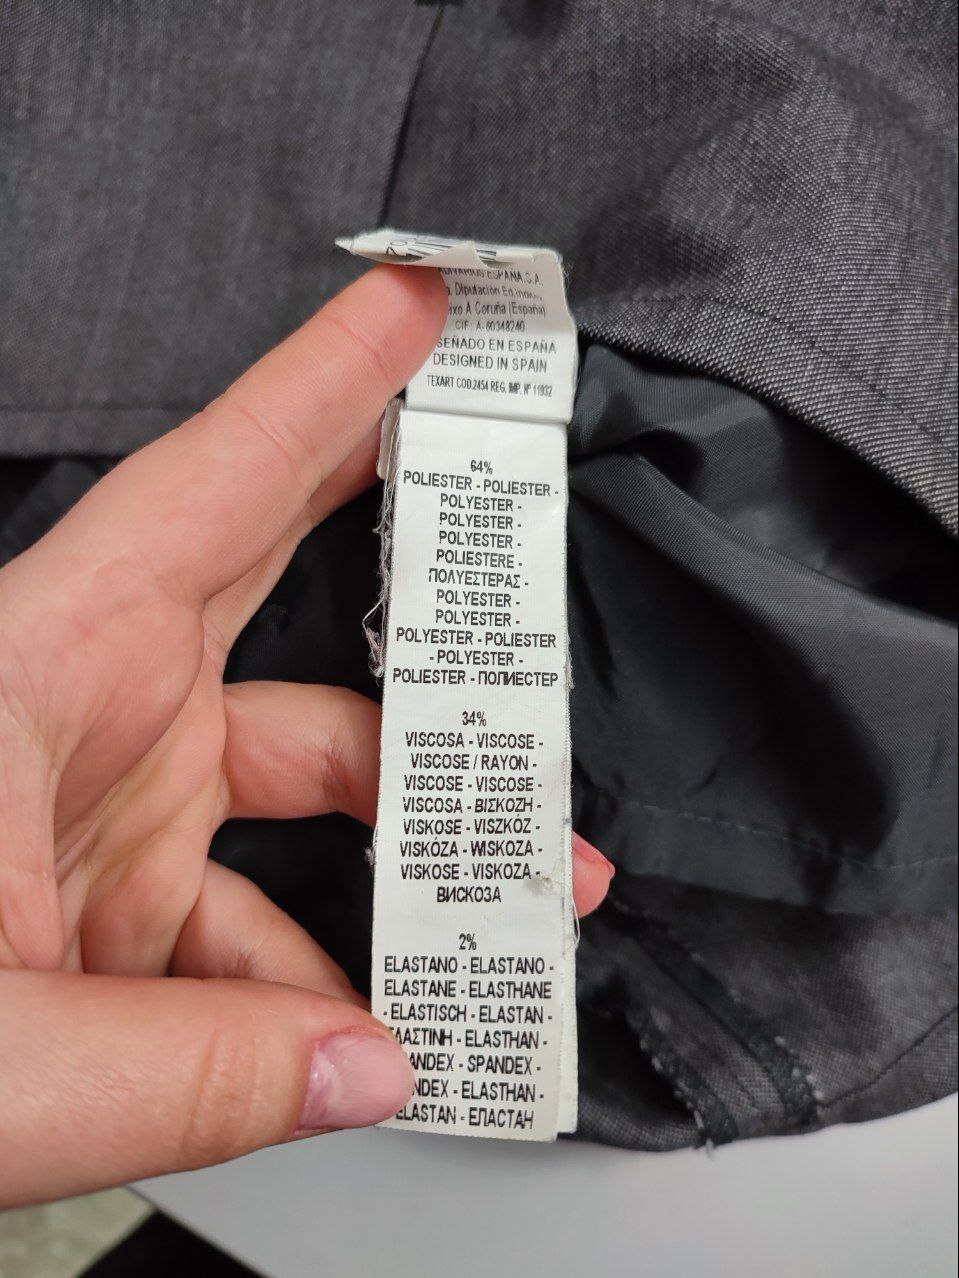 ESPAÑA.S.A.
Diputación
A Coruña (España)
CIF: A-60348240
EN ESPAÑA
DESIGNED IN SPAIN
TEXART COD.2454 REG. IMP. Nº 11932
64%
POLIESTER - POLIESTER -
POLYESTER -
POLYESTER -
POLYESTER -
POLIESTERE -
ΠΟΛΥΕΣΤΕΡΑΣ -
POLYESTER -
POLYESTER -
POLYESTER - POLIESTER
- POLYESTER -
POLIESTER - ПОЛИЕСТЕР
34%
VISCOSA - VISCOSE -
VISCOSE / RAYON -
VISCOSE - VISCOSE -
VISCOSA - ΒΙΣΚΟΖΗ -
VISKOSE - VISZKÓZ -
VISKÓZA - WISKOZA -
VISKOSE - VISKOZA -
ВИСКОЗА
2%
ELASTANO - ELASTANO -
ELASTANE - ELASTHANE
- ELASTISCH - ELASTAN -
- ELASTHAN -
- SPANDEX -
- ELASTHAN -
ELASTAN - ЕЛАСТАН